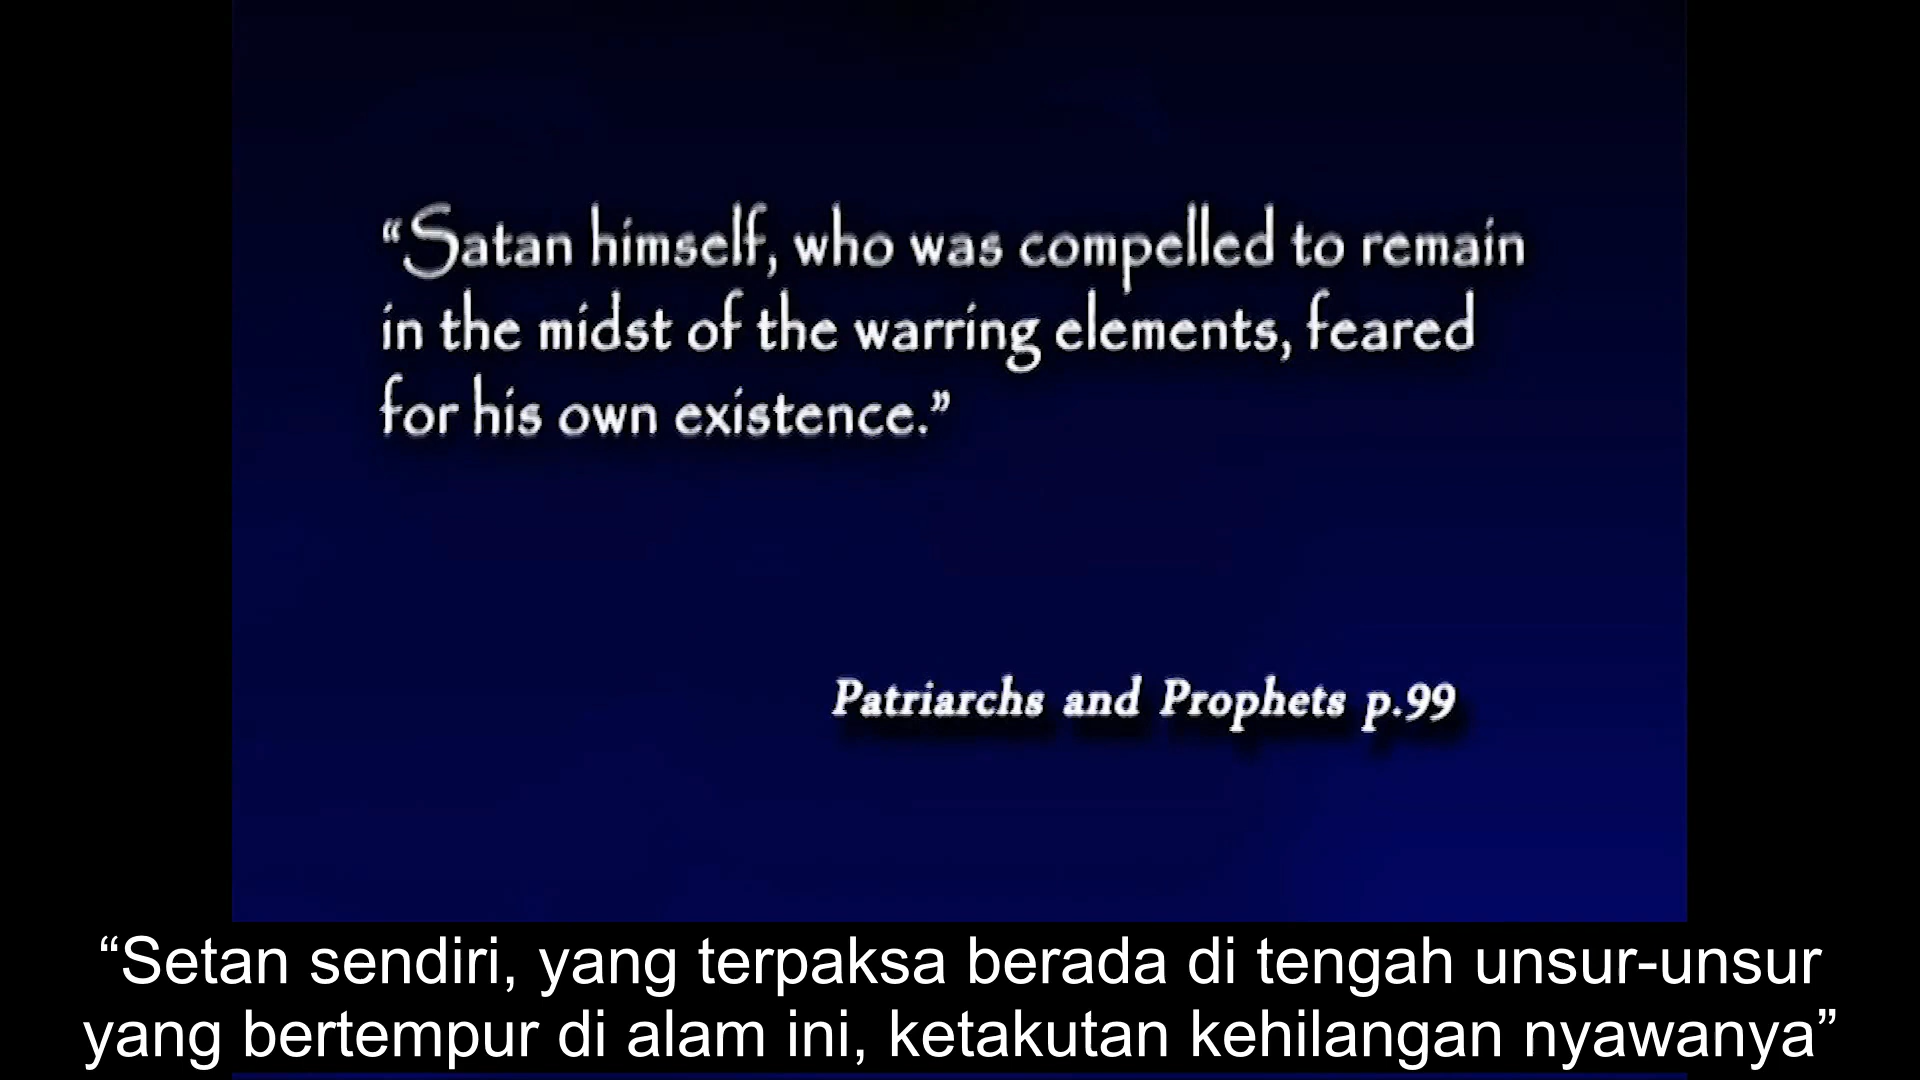 “Satan himself, who was compelled to remain
in the midst of the warring elements, feared
for his own existence.”
Patriarchs and Prophets p.99
“Setan sendiri, yang terpaksa berada di tengah unsur-unsur
yang bertempur di alam ini, ketakutan kehilangan nyawanya”